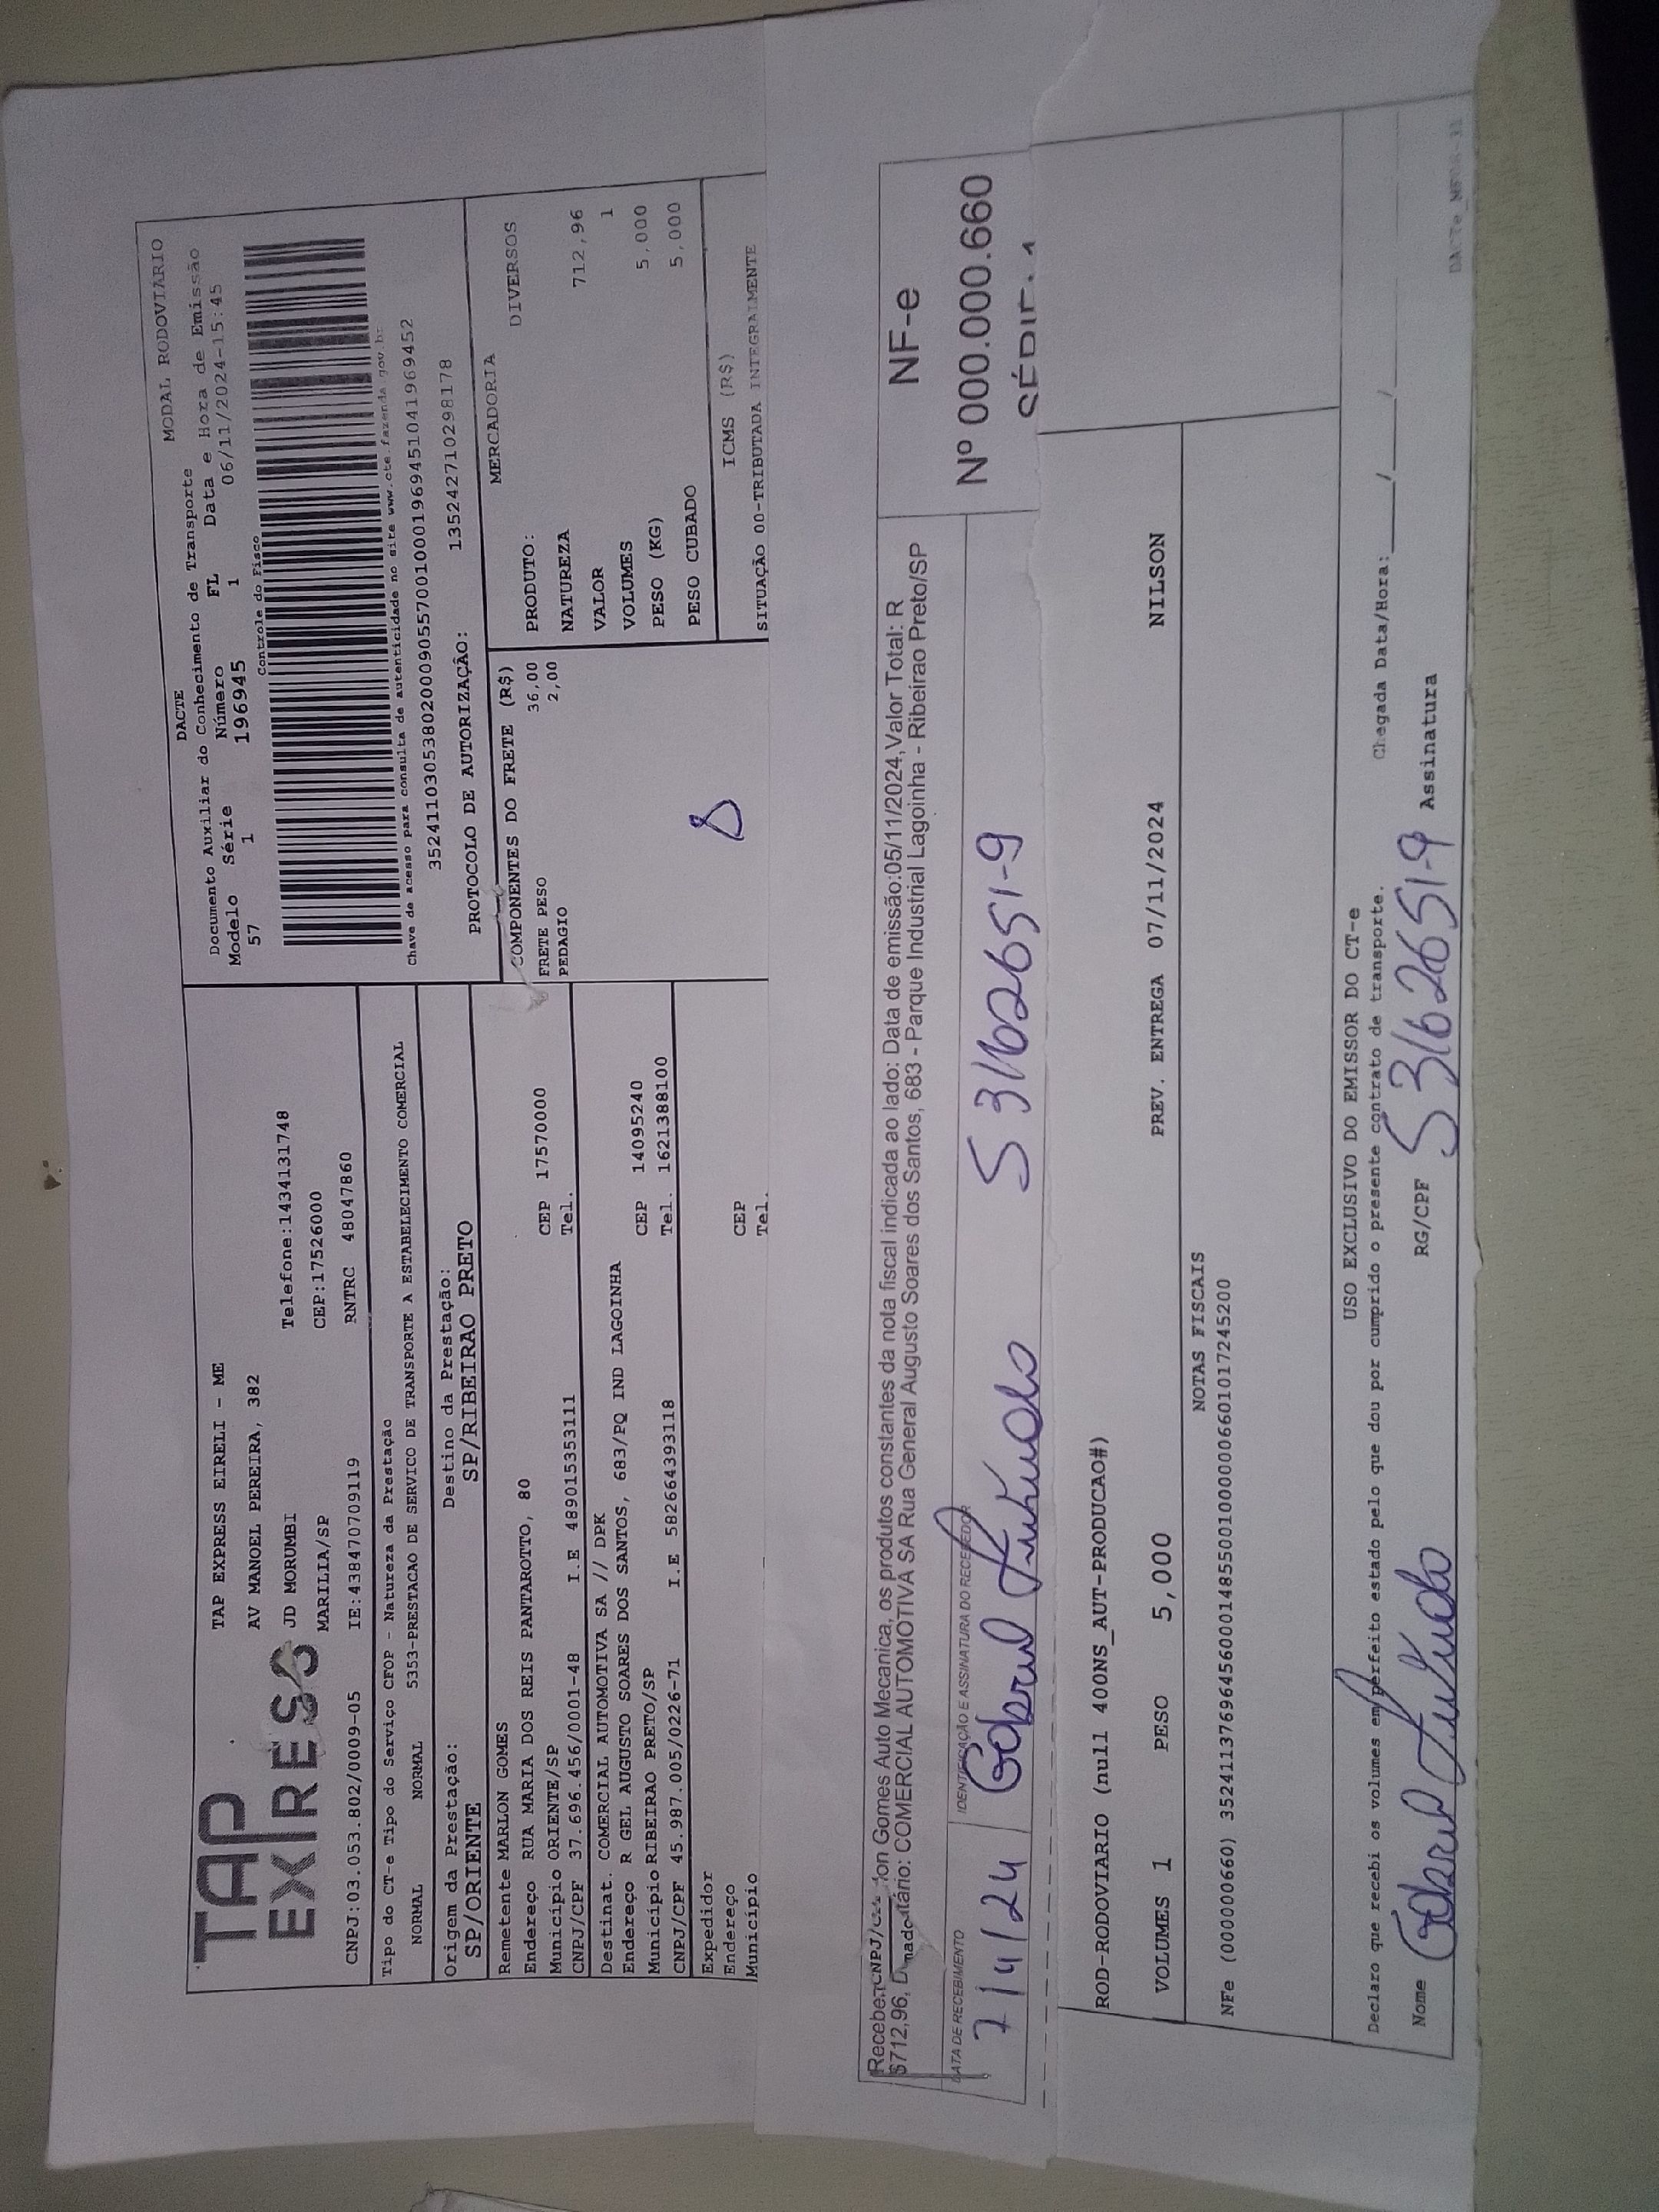 TAP
EXPRESS
TAP EXPRESS EIRELI - ME
AV MANOEL PEREIRA, 382
JD MORUMBI Telefone:1434131748
MARILIA/SP CEP:17526000
CNPJ:03.053.802/0009-05 IE:438470709119 RNTRC 48047860
DACTE MODAL RODOVIÁRIO
Documento Auxiliar do Conhecimento de Transporte
Modelo Série Número FL Data e Hora de Emissão
57 1 196945 1 06/11/2024-15:45
Controle do Fisco
Chave de acesso para consulta de autenticidade no site www.cte.fazenda.gov.br
35241103053802000905570010001969451041969452
PROTOCOLO DE AUTORIZAÇÃO: 135242710298178
Tipo do CT-e Tipo do Serviço CFOP - Natureza da Prestação
NORMAL NORMAL 5353-PRESTACAO DE SERVICO DE TRANSPORTE A ESTABELECIMENTO COMERCIAL
Origem da Prestação: Destino da Prestação:
SP/ORIENTE SP/RIBEIRAO PRETO
Remetente MARLON GOMES
Endereço RUA MARIA DOS REIS PANTAROTTO, 80
Município ORIENTE/SP CEP 17570000
CNPJ/CPF 37.696.456/0001-48 I.E 489015353111 Tel.
Destinat. COMERCIAL AUTOMOTIVA SA // DPK
Endereço R GEL AUGUSTO SOARES DOS SANTOS, 683/PQ IND LAGOINHA
Município RIBEIRAO PRETO/SP CEP 14095240
CNPJ/CPF 45.987.005/0226-71 I.E 582664393118 Tel. 1621388100
Expedidor
Endereço
Município CEP
Tel.
COMPONENTES DO FRETE (R$)
FRETE PESO 36,00
PEDAGIO 2,00
MERCADORIA
PRODUTO: DIVERSOS
NATUREZA
VALOR 712,96
VOLUMES 1
PESO (KG) 5,000
PESO CUBADO 5,000
ICMS (R$)
SITUAÇÃO 00-TRIBUTADA INTEGRALMENTE
CNPJ/
Gomes Auto Mecanica, os produtos constantes da nota fiscal indicada ao lado: Data de emissão:05/11/2024,Valor Total: R
$712,96, COMERCIAL AUTOMOTIVA SA Rua General Augusto Soares dos Santos, 683 - Parque Industrial Lagoinha - Ribeirao Preto/SP
NF-e
Nº 000.000.660
DATA DE RECEBIMENTO IDENTIFICAÇÃO E ASSINATURA DO RECEBEDOR
7/11/24 Gabriel 53162651-9
ROD-RODOVIARIO (null 400NS_AUT-PRODUCAO#)
VOLUMES 1 PESO 5,000 PREV. ENTREGA 07/11/2024 NILSON
NOTAS FISCAIS
NFe (000000660) 35241137696456000148550010000006601017245200
USO EXCLUSIVO DO EMISSOR DO CT-e
Declaro que recebi os volumes em perfeito estado pelo que dou por cumprido o presente contrato de transporte. Chegada Data/Hora:___/___/
Nome Gabriel RG/CPF 53162651-9 Assinatura